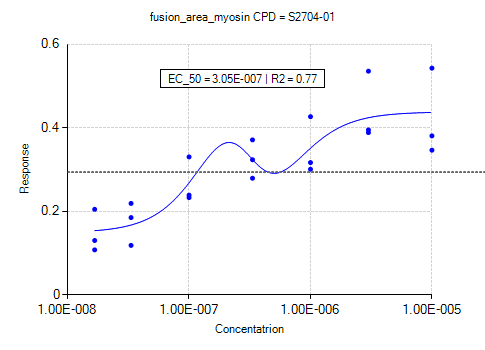 fusion_area_myosin CPD = S2704-01
0.6
EC_50 = 3.05E-007 | R2 = 0.77
0.4
Response
0.2
0
1.00E-008 1.00E-007 1.00E-006 1.00E-005
Concentatrion